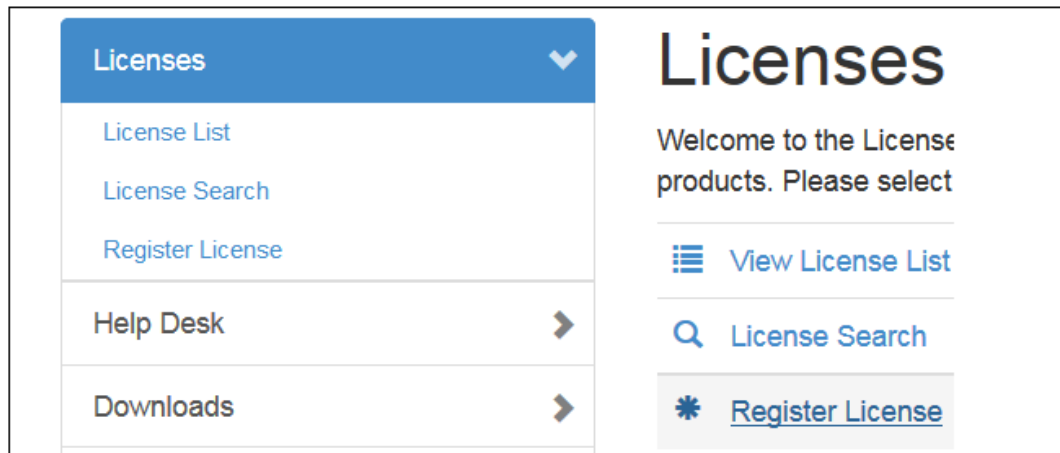 Licenses
License List
License Search
Register License
Help Desk
Downloads
Licenses
Welcome to the License
products. Please select
View License List
License Search
Register License